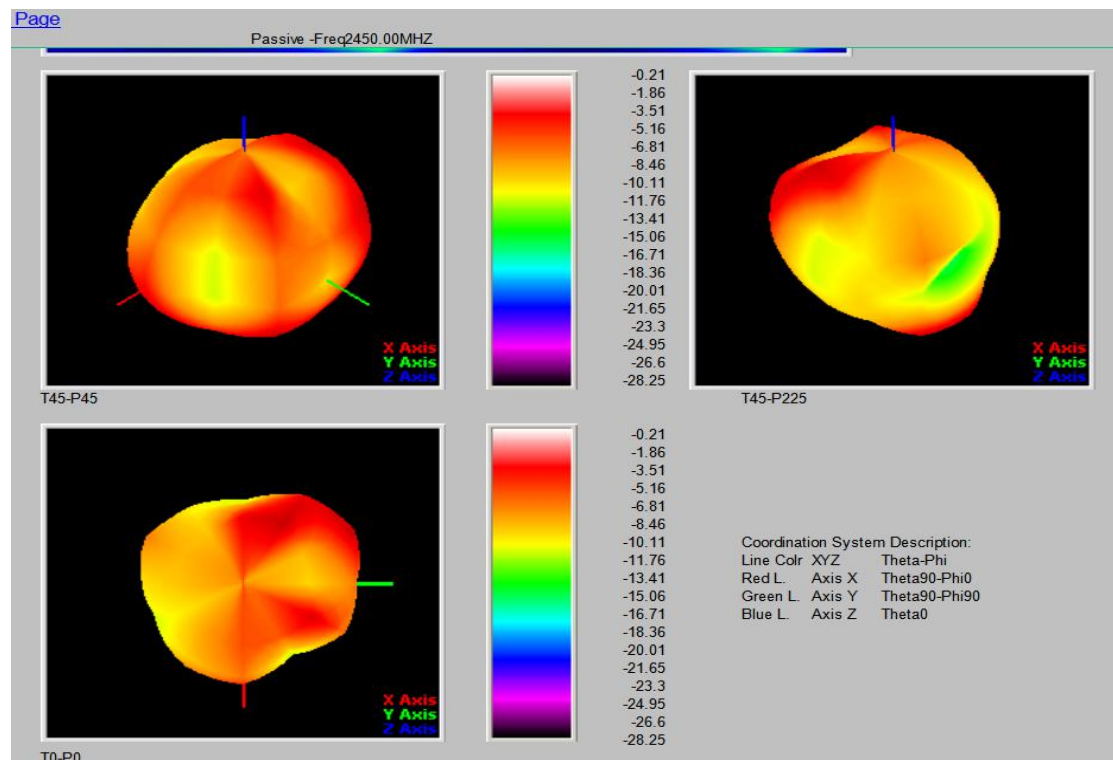 Page
Passive -Freq2450.00MHZ
-0.21
-1.86
-3.51
-5.16
-6.81
-8.46
-10.11
-11.76
-13.41
-15.06
-16.71
-18.36
-20.01
-21.65
-23.3
-24.95
-26.6
-28.25
X Axis
Y Axis
Z Axis
X Axis
Y Axis
Z Axis
T45-P45
T45-P225
-0.21
-1.86
-3.51
-5.16
-6.81
-8.46
-10.11
-11.76
-13.41
-15.06
-16.71
-18.36
-20.01
-21.65
-23.3
-24.95
-26.6
-28.25
Coordination System Description:
Line Colr XYZ Theta-Phi
Red L. Axis X Theta90-Phi0
Green L. Axis Y Theta90-Phi90
Blue L. Axis Z Theta0
X Axis
Y Axis
Z Axis
T0-P0